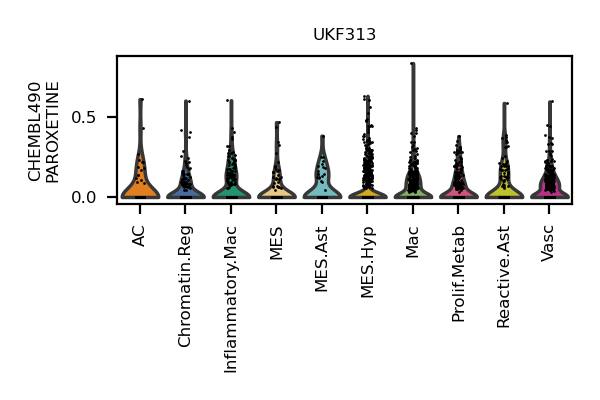 UKF313
CHEMBL490
PAROXETINE
0.5
0.0
AC
Chromatin.Reg
Inflammatory.Mac
MES
MES.Ast
MES.Hyp
Mac
Prolif.Metab
Reactive.Ast
Vasc